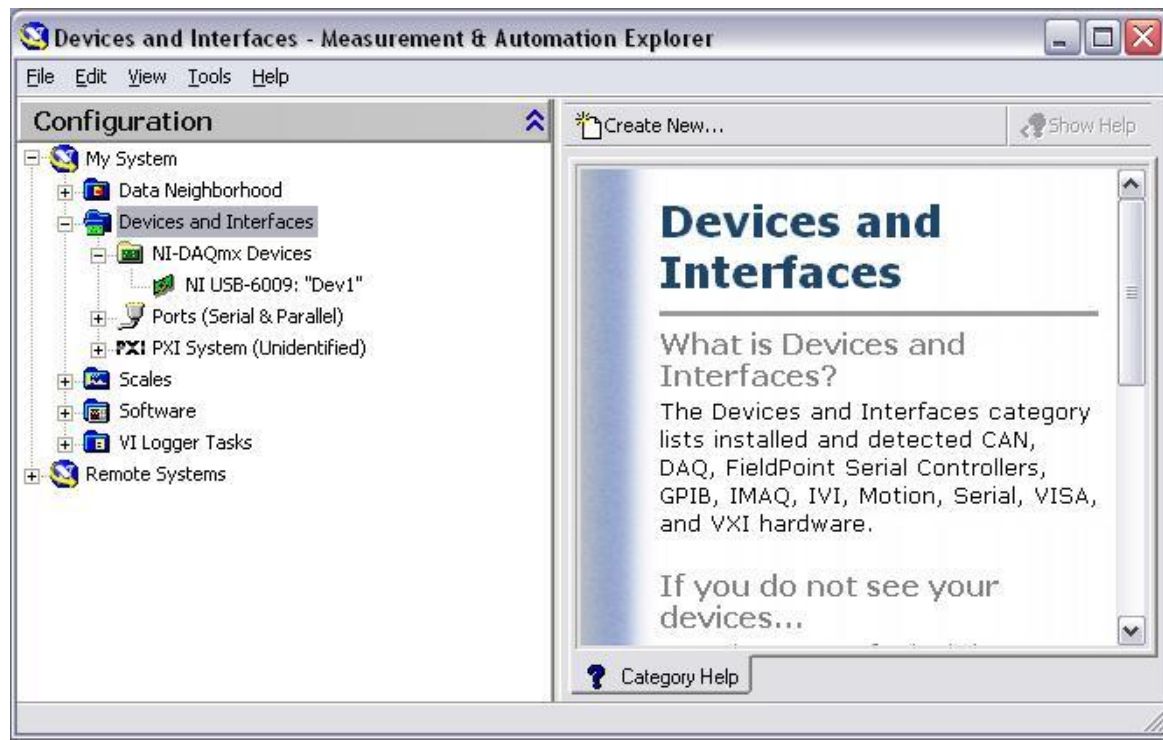 Devices and Interfaces - Measurement & Automation Explorer
File Edit View Tools Help
Configuration
My System
Data Neighborhood
Devices and Interfaces
NI-DAQmx Devices
NI USB-6009: "Dev1"
Ports (Serial & Parallel)
PXI PXI System (Unidentified)
Scales
Software
VI Logger Tasks
Remote Systems
Create New...
Show Help
Devices and
Interfaces
What is Devices and
Interfaces?
The Devices and Interfaces category
lists installed and detected CAN,
DAQ, FieldPoint Serial Controllers,
GPIB, IMAQ, IVI, Motion, Serial, VISA,
and VXI hardware.
If you do not see your
devices...
Category Help